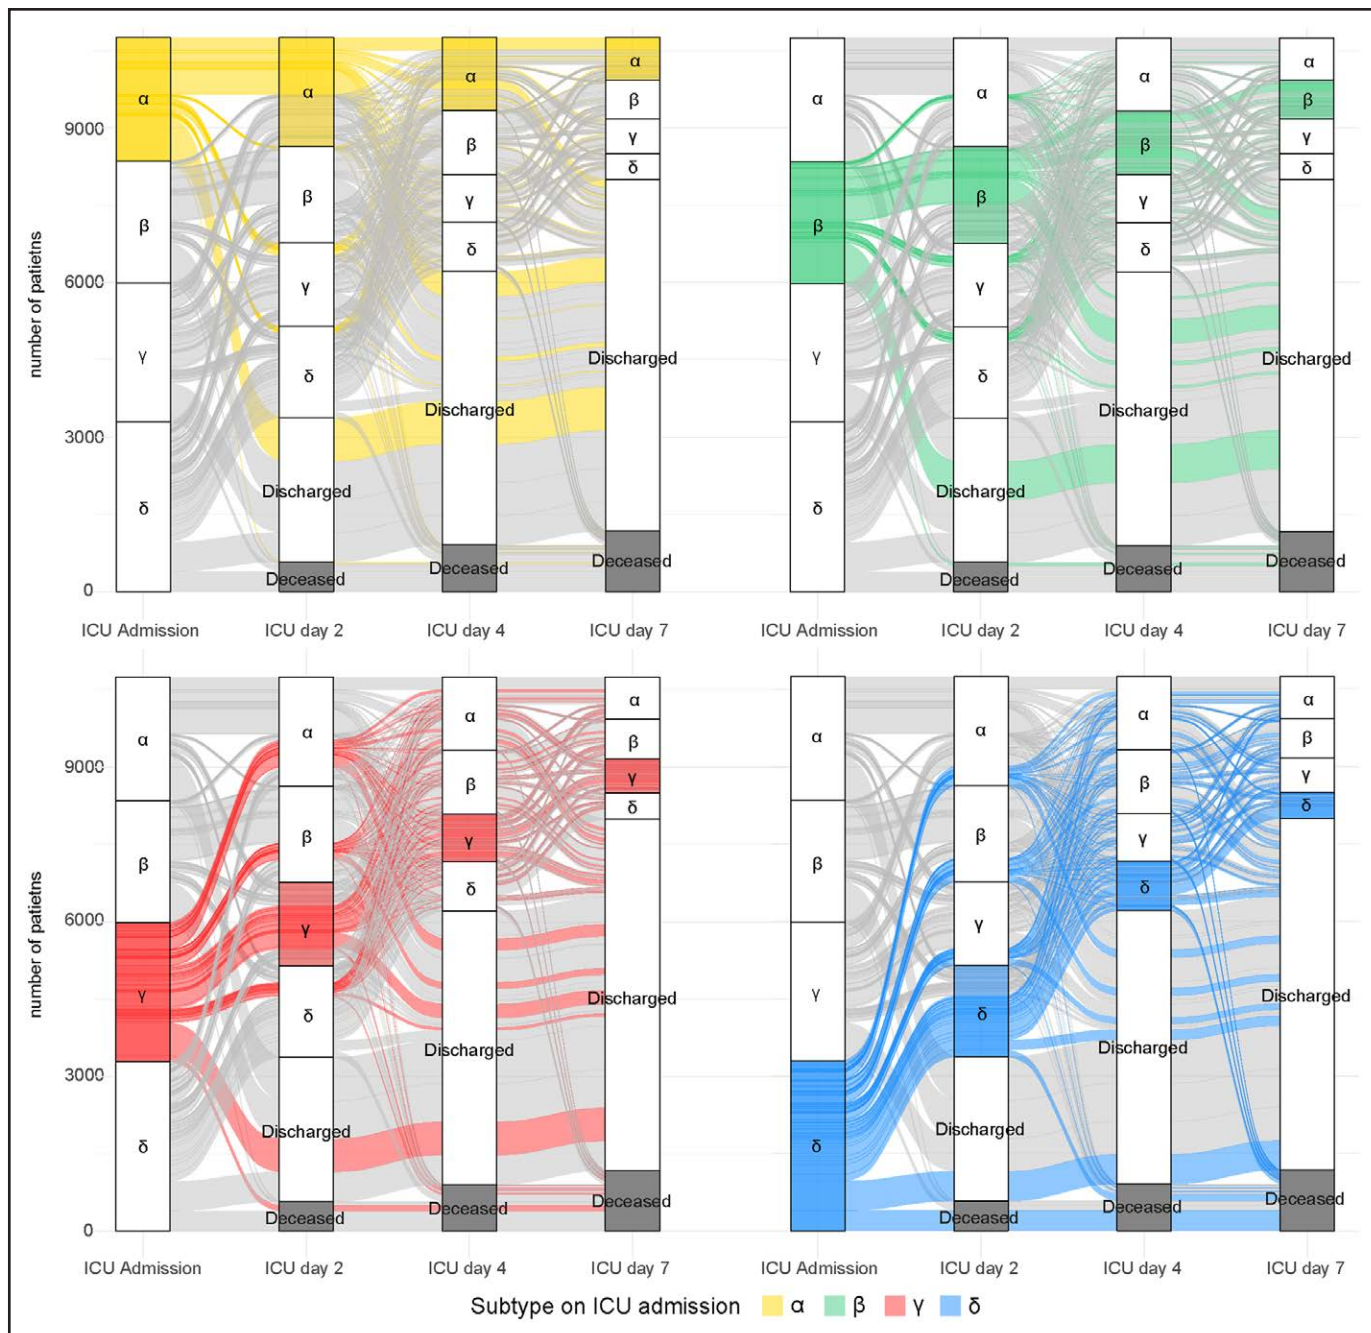 α α α α
β β β β
γ γ γ γ
δ δ δ δ
Discharged Discharged Discharged
Deceased Deceased Deceased
9000
6000
3000
0
number of patietns
ICU Admission ICU day 2 ICU day 4 ICU day 7
α α α α
β β β β
γ γ γ γ
δ δ δ δ
Discharged Discharged Discharged
Deceased Deceased Deceased
ICU Admission ICU day 2 ICU day 4 ICU day 7
α α α α
β β β β
γ γ γ γ
δ δ δ δ
Discharged Discharged Discharged
Deceased Deceased Deceased
9000
6000
3000
0
number of patietns
ICU Admission ICU day 2 ICU day 4 ICU day 7
α α α α
β β β β
γ γ γ γ
δ δ δ δ
Discharged Discharged Discharged
Deceased Deceased Deceased
ICU Admission ICU day 2 ICU day 4 ICU day 7
Subtype on ICU admission α β γ δ